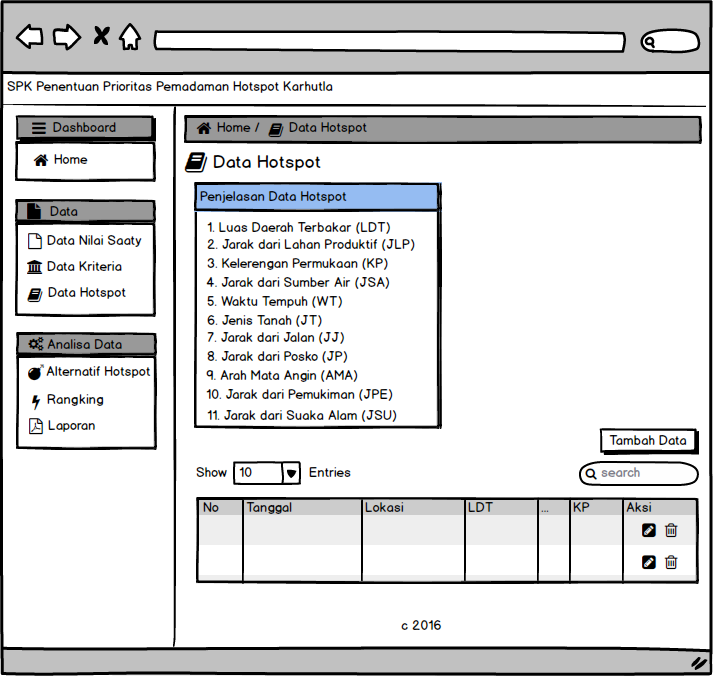 SPK Penentuan Prioritas Pemadaman Hotspot Karhutla
Dashboard
Home
Data
Data Nilai Saaty
Data Kriteria
Data Hotspot
Analisa Data
Alternatif Hotspot
Rangking
Laporan
Home / Data Hotspot
Data Hotspot
Penjelasan Data Hotspot
1. Luas Daerah Terbakar (LDT)
2. Jarak dari Lahan Produktif (JLP)
3. Kelerengan Permukaan (KP)
4. Jarak dari Sumber Air (JSA)
5. Waktu Tempuh (WT)
6. Jenis Tanah (JT)
7. Jarak dari Jalan (JJ)
8. Jarak dari Posko (JP)
9. Arah Mata Angin (AMA)
10. Jarak dari Pemukiman (JPE)
11. Jarak dari Suaka Alam (JSU)
Tambah Data
Show 10 Entries
search
No Tanggal Lokasi LDT ... KP Aksi
c 2016